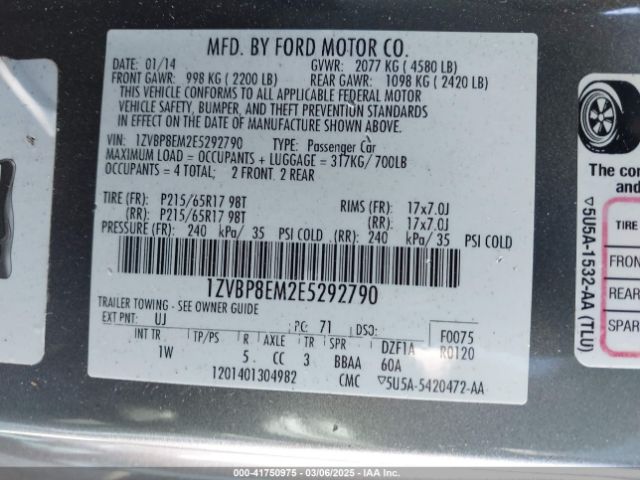 MFD. BY FORD MOTOR CO.
DATE: 01/14 GVWR: 2077 KG ( 4580 LB)
FRONT GAWR: 998 KG ( 2200 LB) REAR GAWR: 1098 KG ( 2420 LB)
THIS VEHICLE CONFORMS TO ALL APPLICABLE FEDERAL MOTOR
VEHICLE SAFETY, BUMPER, AND THEFT PREVENTION STANDARDS
IN EFFECT ON THE DATE OF MANUFACTURE SHOWN ABOVE.
VIN: 1ZVBP8EM2E5292790 TYPE: Passenger Car
MAXIMUM LOAD = OCCUPANTS + LUGGAGE = 317KG/ 700LB
OCCUPANTS = 4 TOTAL; 2 FRONT, 2 REAR
TIRE (FR): P215/65R17 98T RIMS (FR): 17x7.0J
(RR): P215/65R17 98T (RR): 17x7.0J
PRESSURE (FR): 240 kPa/ 35 PSI COLD (RR): 240 kPa/ 35 PSI COLD
1ZVBP8EM2E5292790
TRAILER TOWING - SEE OWNER GUIDE
EXT PNT: UJ PC: 71 DSO: F0075
INT TR TP/PS R AXLE TR SPR DZF1A R0120
1W 5 CC 3 BBAA 60A
1201401304982 CMC ▽5U5A-5420472-AA
The co
and
TIRE
FRON
REAR
SPAR
▽5U5A-1532-AA (TLU)
000-41750975 — 03/06/2025 — IAA Inc.